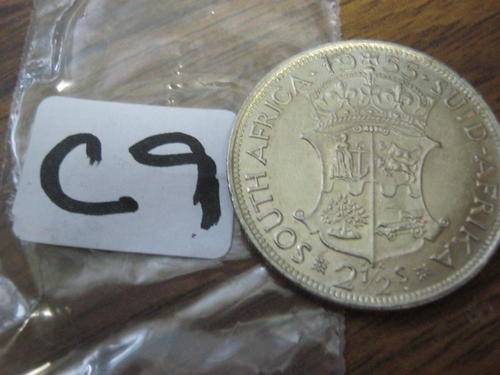 C9
SOUTH AFRICA · 1955 · SUID-AFRIKA
2½S